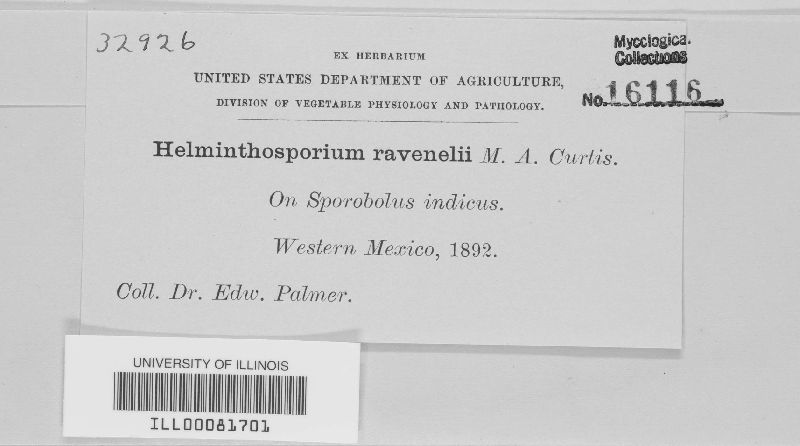 32926
Mycological
Collections
No. 16116
EX HERBARIUM
UNITED STATES DEPARTMENT OF AGRICULTURE,
DIVISION OF VEGETABLE PHYSIOLOGY AND PATHOLOGY.
Helminthosporium ravenelii M. A. Curtis.
On Sporobolus indicus.
Western Mexico, 1892.
Coll. Dr. Edw. Palmer.
UNIVERSITY OF ILLINOIS
ILL00081701